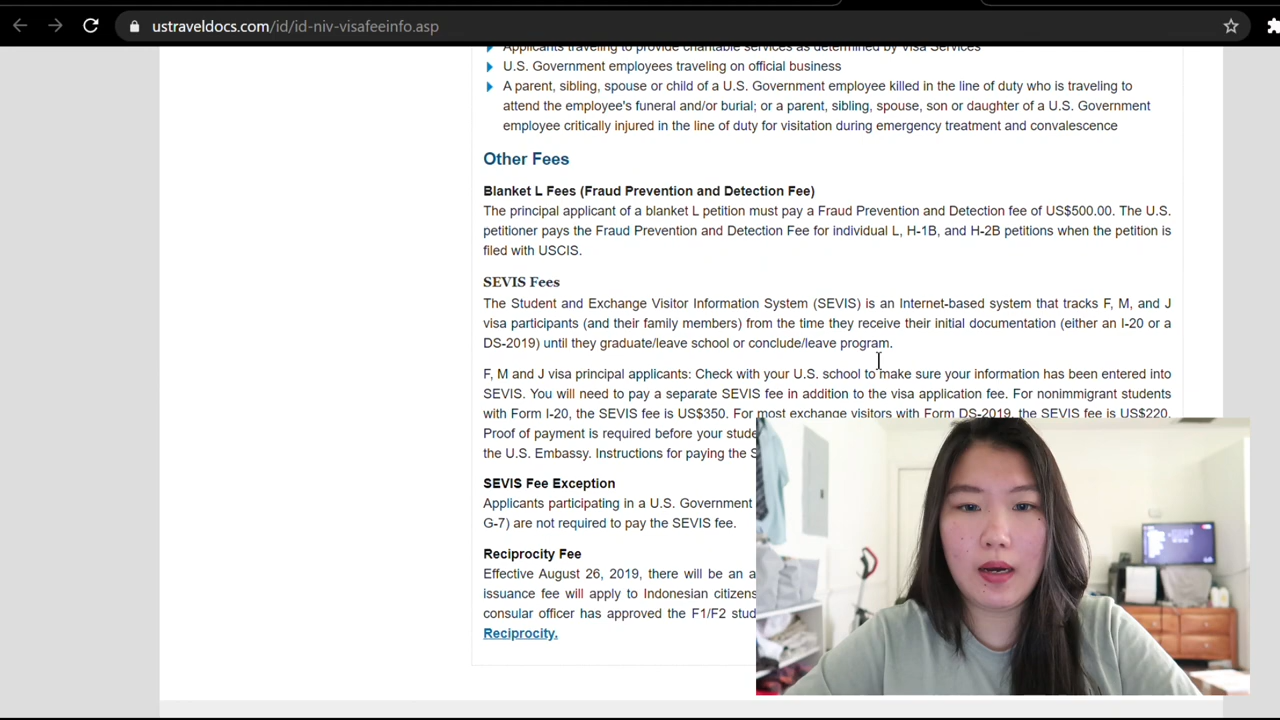 ustraveldocs.com/id/id-niv-visafeeinfo.asp
Applicants traveling to provide charitable services as determined by Visa Services
U.S. Government employees traveling on official business
A parent, sibling, spouse or child of a U.S. Government employee killed in the line of duty who is traveling to
attend the employee's funeral and/or burial; or a parent, sibling, spouse, son or daughter of a U.S. Government
employee critically injured in the line of duty for visitation during emergency treatment and convalescence
Other Fees
Blanket L Fees (Fraud Prevention and Detection Fee)
The principal applicant of a blanket L petition must pay a Fraud Prevention and Detection fee of US$500.00. The U.S.
petitioner pays the Fraud Prevention and Detection Fee for individual L, H-1B, and H-2B petitions when the petition is
filed with USCIS.
SEVIS Fees
The Student and Exchange Visitor Information System (SEVIS) is an Internet-based system that tracks F, M, and J
visa participants (and their family members) from the time they receive their initial documentation (either an I-20 or a
DS-2019) until they graduate/leave school or conclude/leave program.
F, M and J visa principal applicants: Check with your U.S. school to make sure your information has been entered into
SEVIS. You will need to pay a separate SEVIS fee in addition to the visa application fee. For nonimmigrant students
with Form I-20, the SEVIS fee is US$350. For most exchange visitors with Form DS-2019, the SEVIS fee is US$220.
Proof of payment is required before your stude
the U.S. Embassy. Instructions for paying the S
SEVIS Fee Exception
Applicants participating in a U.S. Government
G-7) are not required to pay the SEVIS fee.
Reciprocity Fee
Effective August 26, 2019, there will be an a
issuance fee will apply to Indonesian citizens
consular officer has approved the F1/F2 stud
Reciprocity.